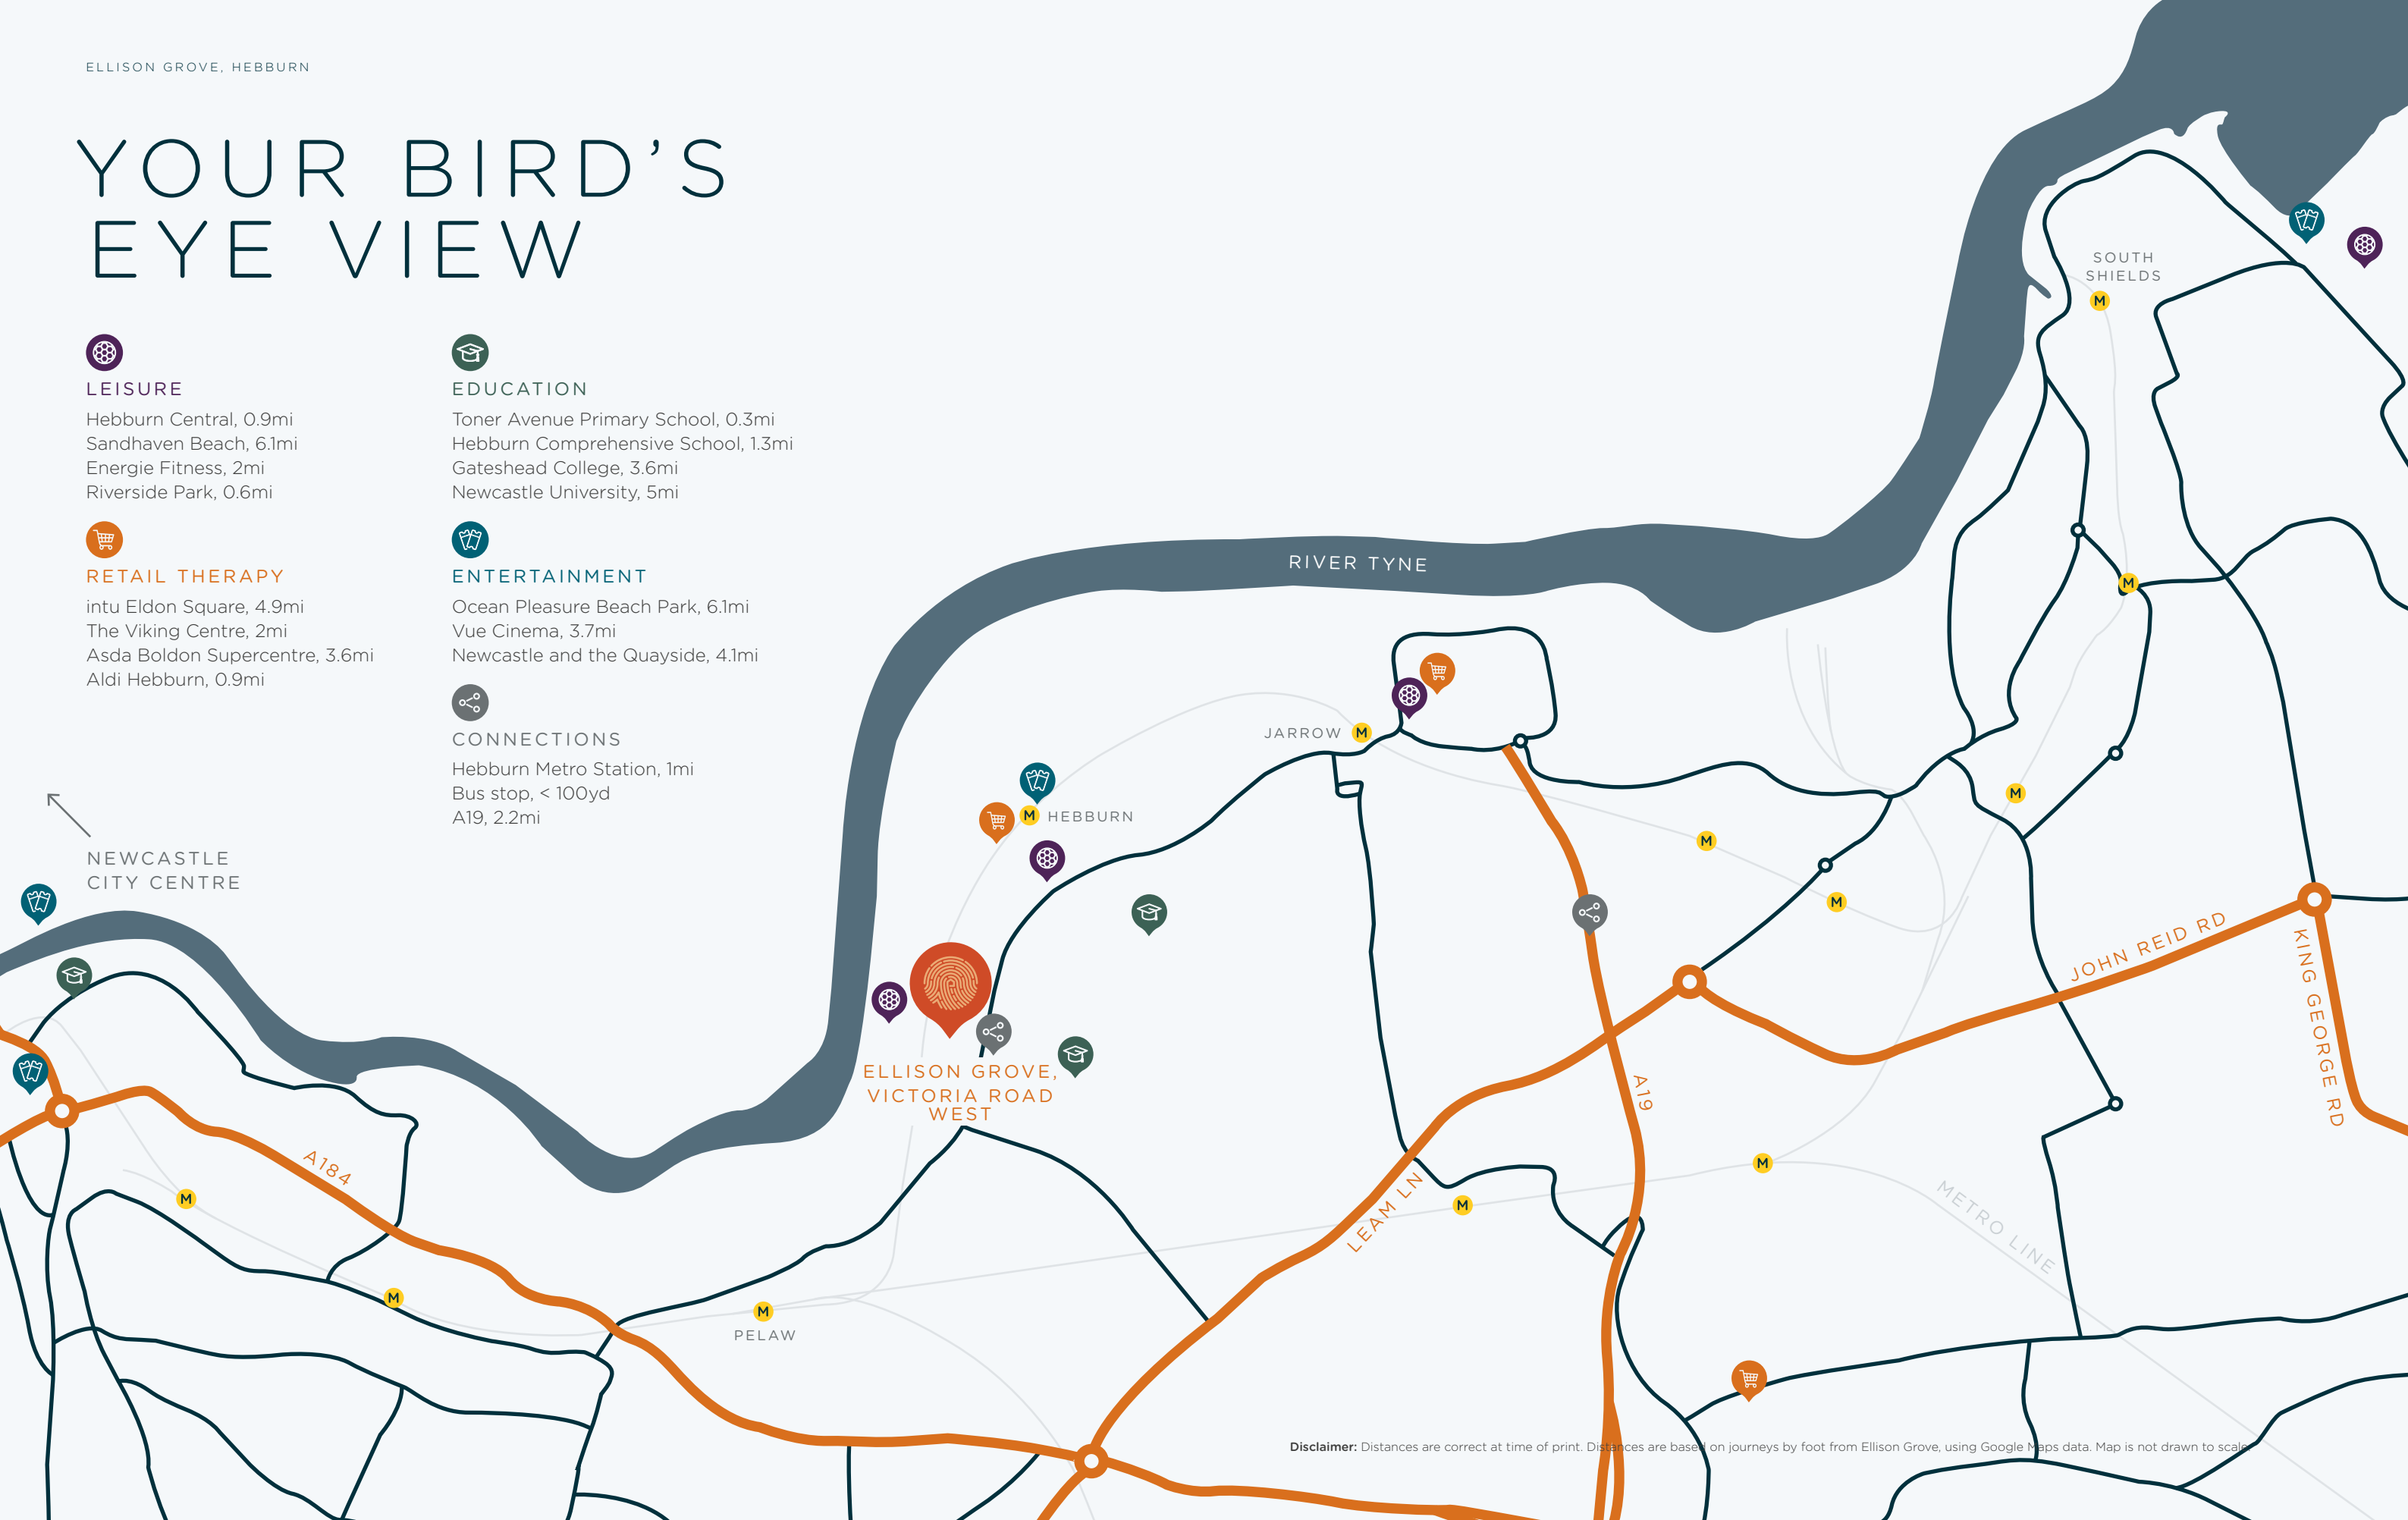 ELLISON GROVE, HEBBURN
YOUR BIRD'S
EYE VIEW
LEISURE
Hebburn Central, 0.9mi
Sandhaven Beach, 6.1mi
Energie Fitness, 2mi
Riverside Park, 0.6mi
RETAIL THERAPY
intu Eldon Square, 4.9mi
The Viking Centre, 2mi
Asda Boldon Supercentre, 3.6mi
Aldi Hebburn, 0.9mi
EDUCATION
Toner Avenue Primary School, 0.3mi
Hebburn Comprehensive School, 1.3mi
Gateshead College, 3.6mi
Newcastle University, 5mi
ENTERTAINMENT
Ocean Pleasure Beach Park, 6.1mi
Vue Cinema, 3.7mi
Newcastle and the Quayside, 4.1mi
CONNECTIONS
Hebburn Metro Station, 1mi
Bus stop, < 100yd
A19, 2.2mi
NEWCASTLE
CITY CENTRE
SOUTH
SHIELDS
M
RIVER TYNE
M
JARROW M
M HEBBURN
M
M
M
JOHN REID RD
KING GEORGE RD
ELLISON GROVE,
VICTORIA ROAD
WEST
A19
A184
M
LEAM LN
M
M
METRO LINE
M
M
PELAW
Disclaimer: Distances are correct at time of print. Distances are based on journeys by foot from Ellison Grove, using Google Maps data. Map is not drawn to scale.